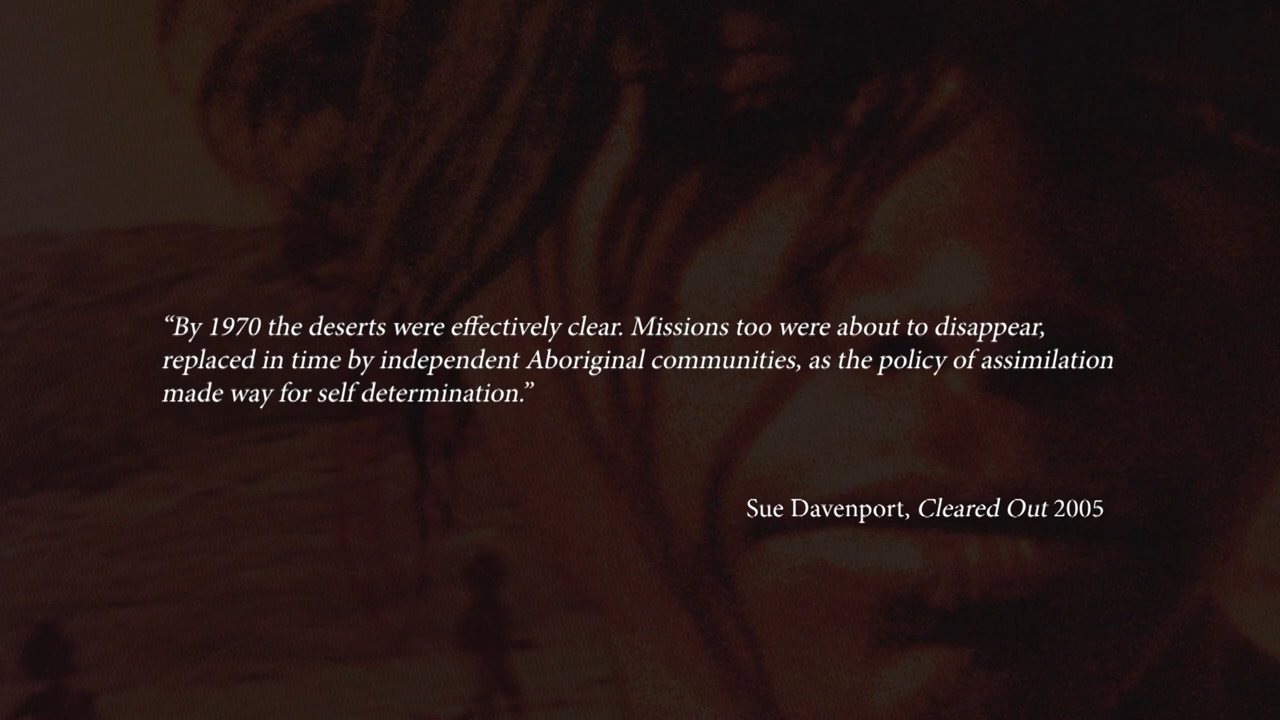 “By 1970 the deserts were effectively clear. Missions too were about to disappear,
replaced in time by independent Aboriginal communities, as the policy of assimilation
made way for self determination.”
Sue Davenport, Cleared Out 2005